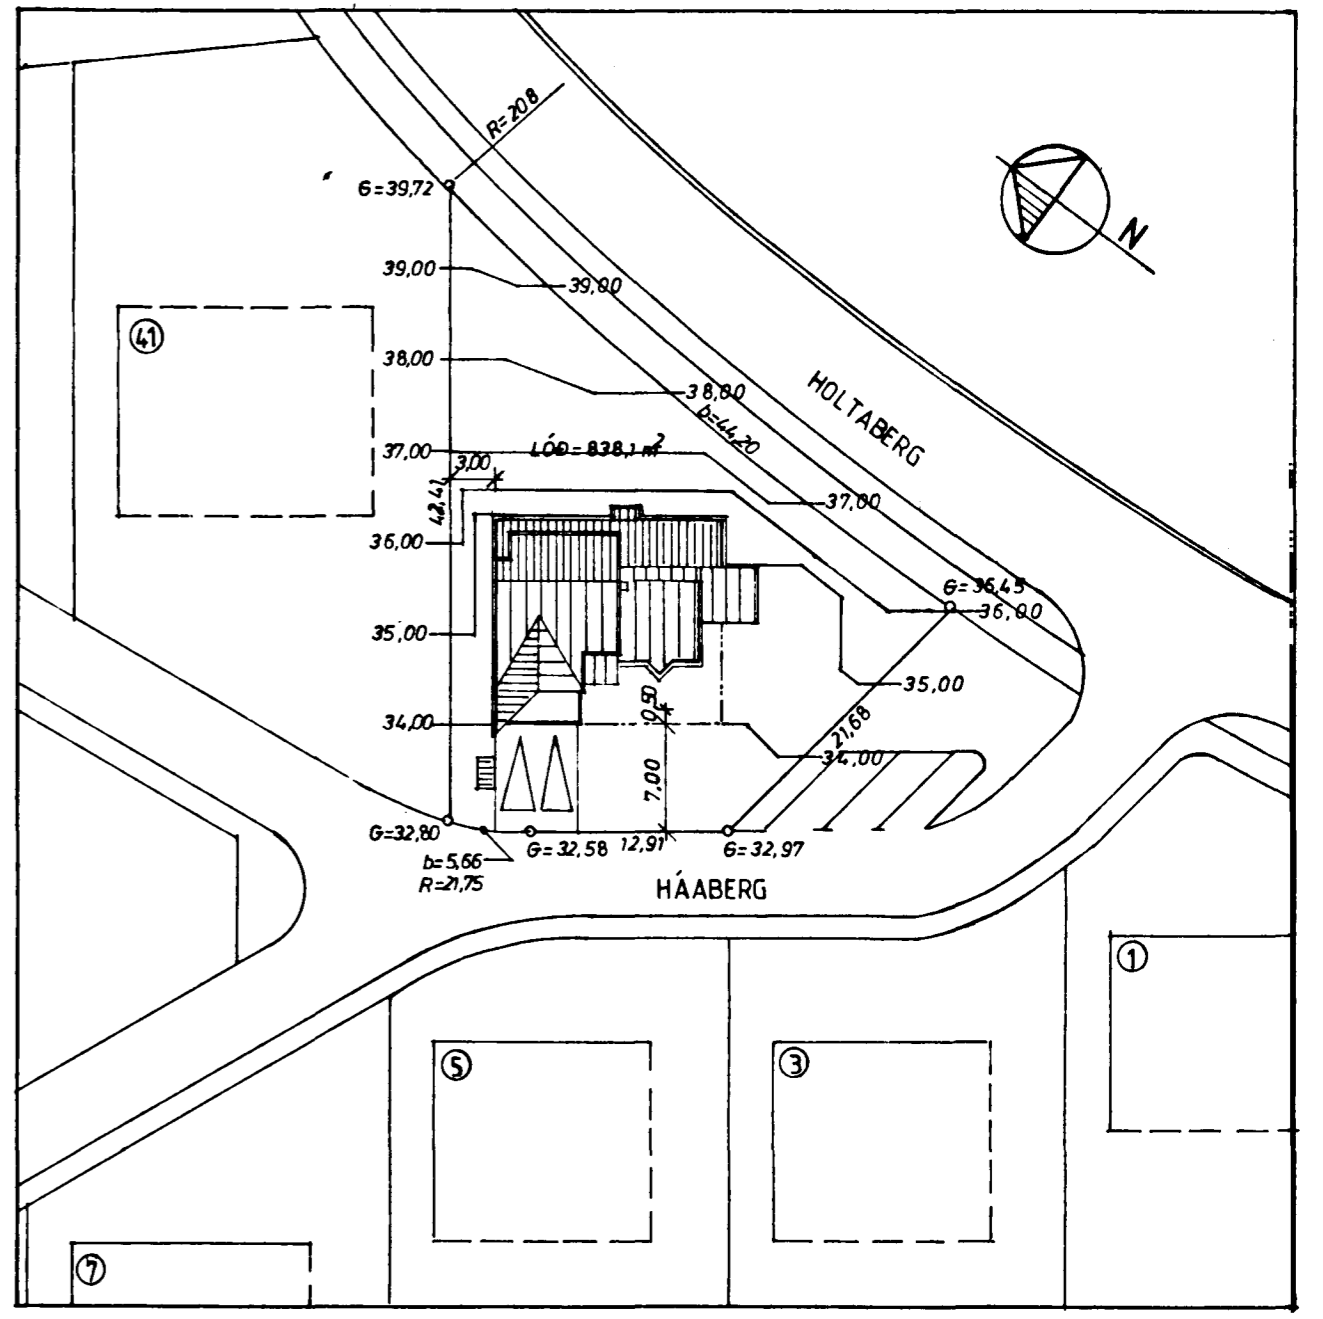 R=208
G=39,72
N
39,00
39,00
41
38,00
38,00
HOLTABERG
b=44,20
LÓÐ=838,1 m²
37,00
3,00
42,41
37,00
36,00
G=36,45
36,00
35,00
35,00
0,50
21,68
34,00
34,00
7,00
G=32,80
G=32,58
12,91
G=32,97
b=5,66
R=21,75
HÁABERG
1
5
3
7